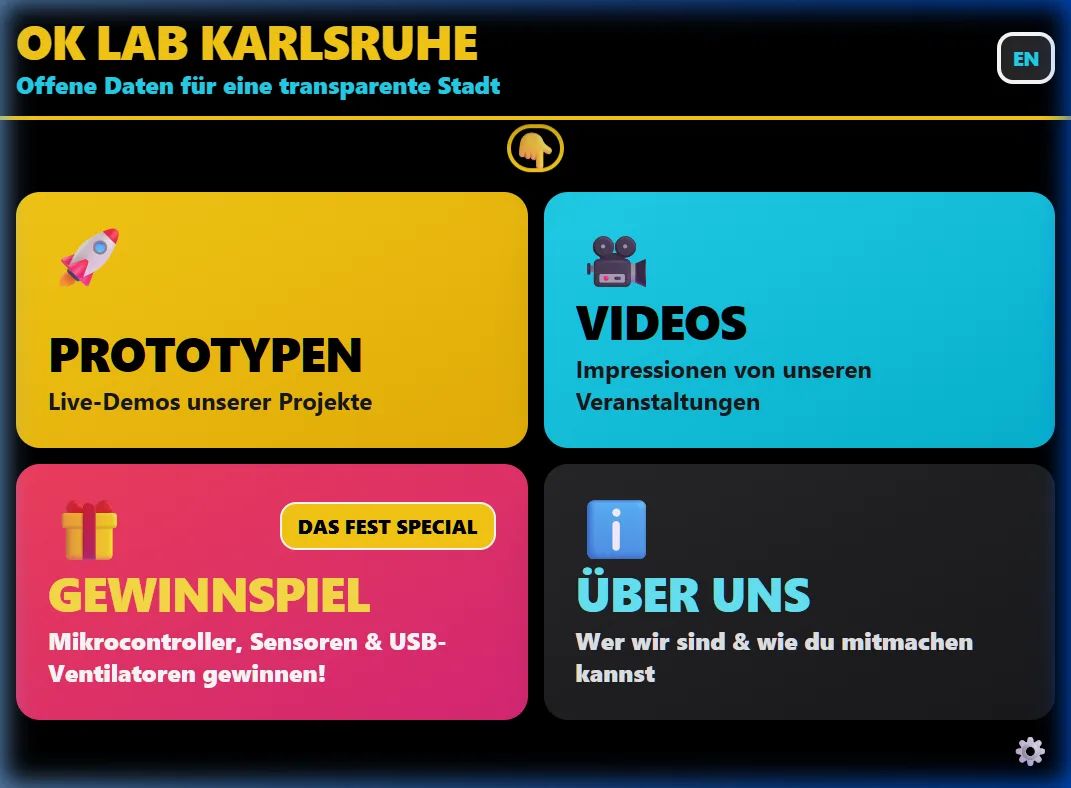 OK LAB KARLSRUHE
Offene Daten für eine transparente Stadt
EN
PROTOTYPEN
Live-Demos unserer Projekte
VIDEOS
Impressionen von unseren
Veranstaltungen
DAS FEST SPECIAL
GEWINNSPIEL
Mikrocontroller, Sensoren & USB-
Ventilatoren gewinnen!
ÜBER UNS
Wer wir sind & wie du mitmachen
kannst